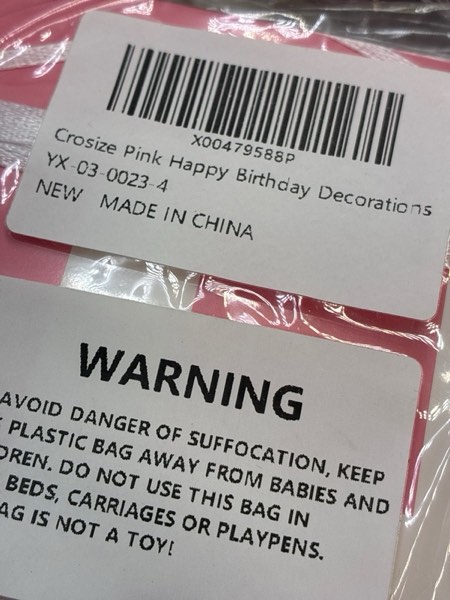 X00479588P
Crosize Pink Happy Birthday Decorations
YX-03-0023-4
NEW MADE IN CHINA
WARNING
AVOID DANGER OF SUFFOCATION, KEEP
PLASTIC BAG AWAY FROM BABIES AND
DREN. DO NOT USE THIS BAG IN
BEDS, CARRIAGES OR PLAYPENS.
AG IS NOT A TOY!